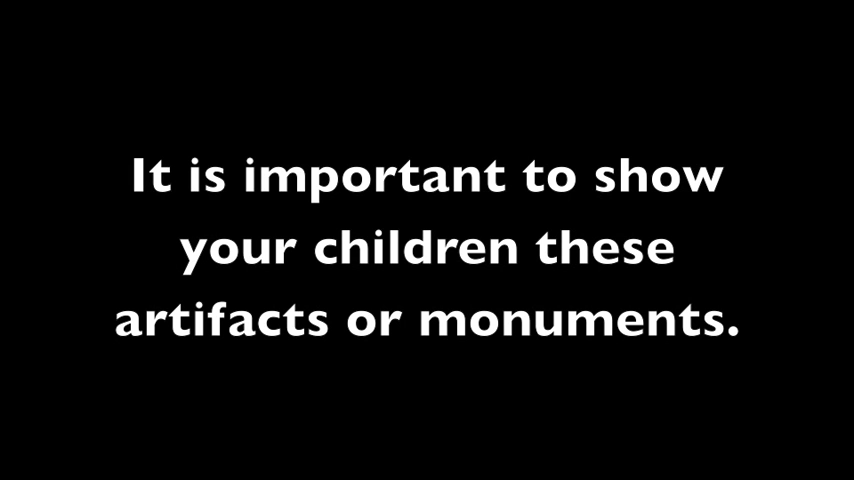 It is important to show
your children these
artifacts or monuments.